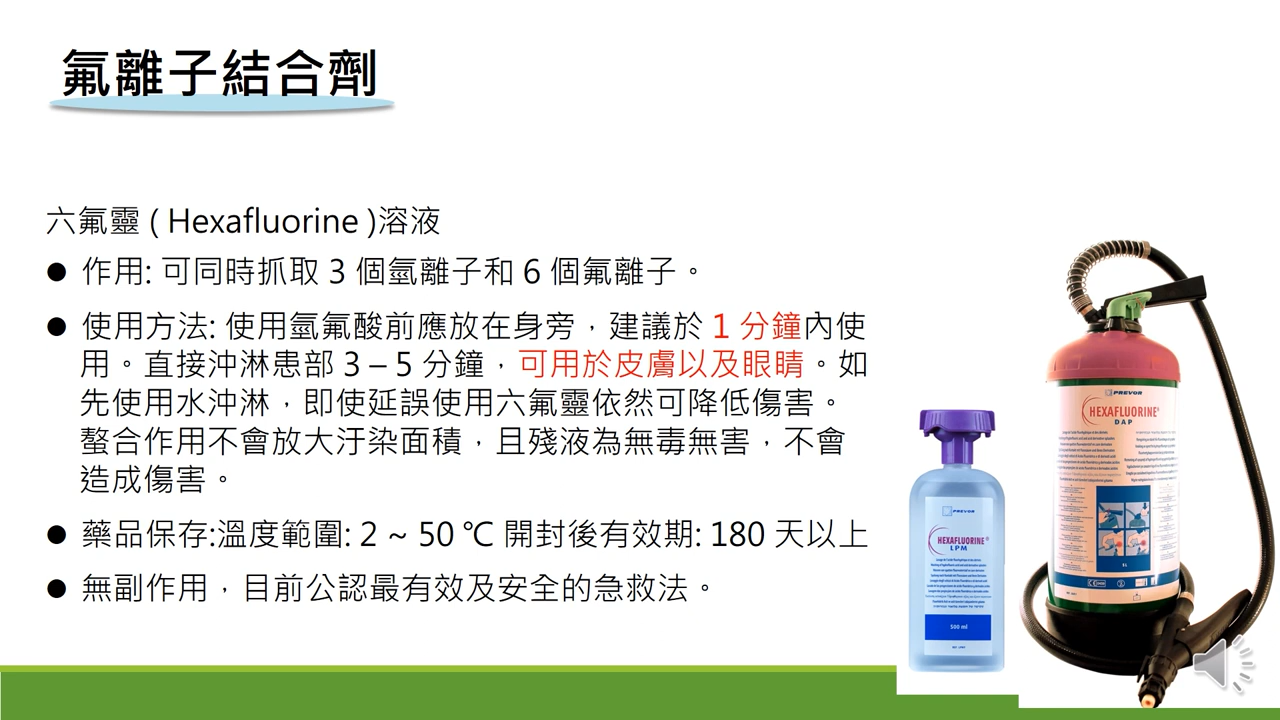 氟離子結合劑
六氟靈 ( Hexafluorine )溶液
● 作用: 可同時抓取 3 個氫離子和 6 個氟離子。
● 使用方法: 使用氫氟酸前應放在身旁，建議於 1 分鐘內使
用。直接沖淋患部 3 – 5 分鐘，可用於皮膚以及眼睛。如
先使用水沖淋，即使延誤使用六氟靈依然可降低傷害。
螯合作用不會放大汙染面積，且殘液為無毒無害，不會
造成傷害。
● 藥品保存:溫度範圍: 2 ~ 50 °C 開封後有效期: 180 天以上
● 無副作用 前公認最有效及安全的急救法。
PREVOR
HEXAFLUORINE®
LPM
500 ml
PREVOR
HEXAFLUORINE®
DAP